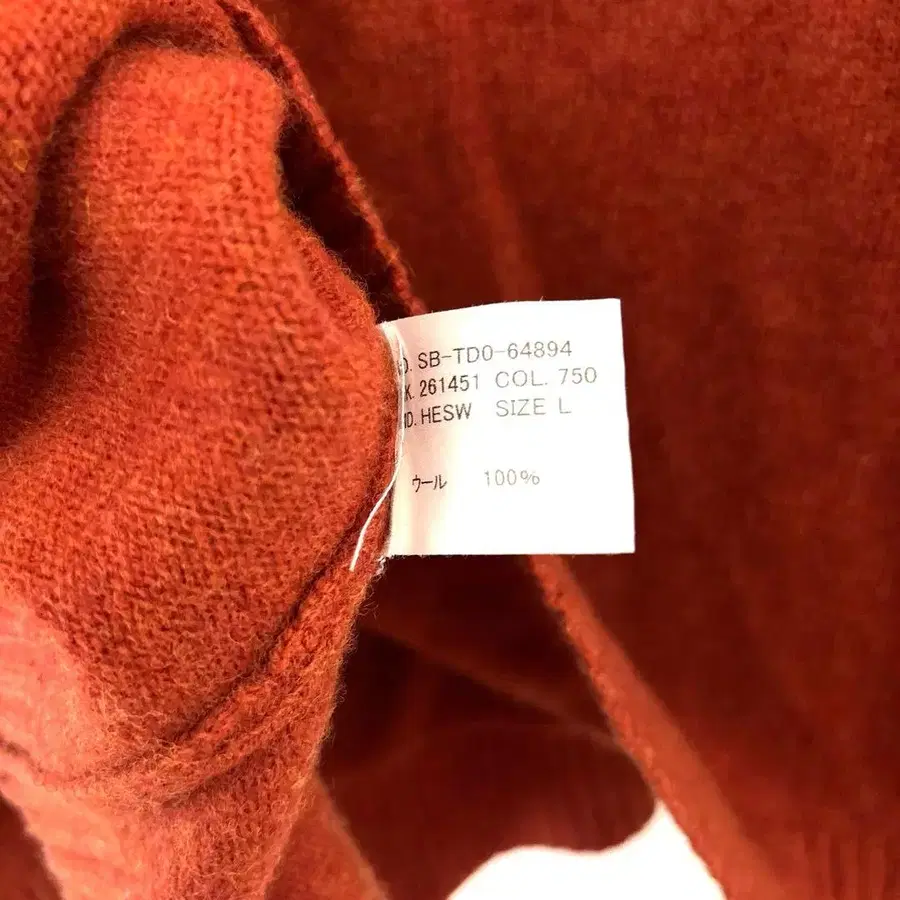 . SB-TD0-64894
K. 261451 COL. 750
D. HESW SIZE L
ウール 100%